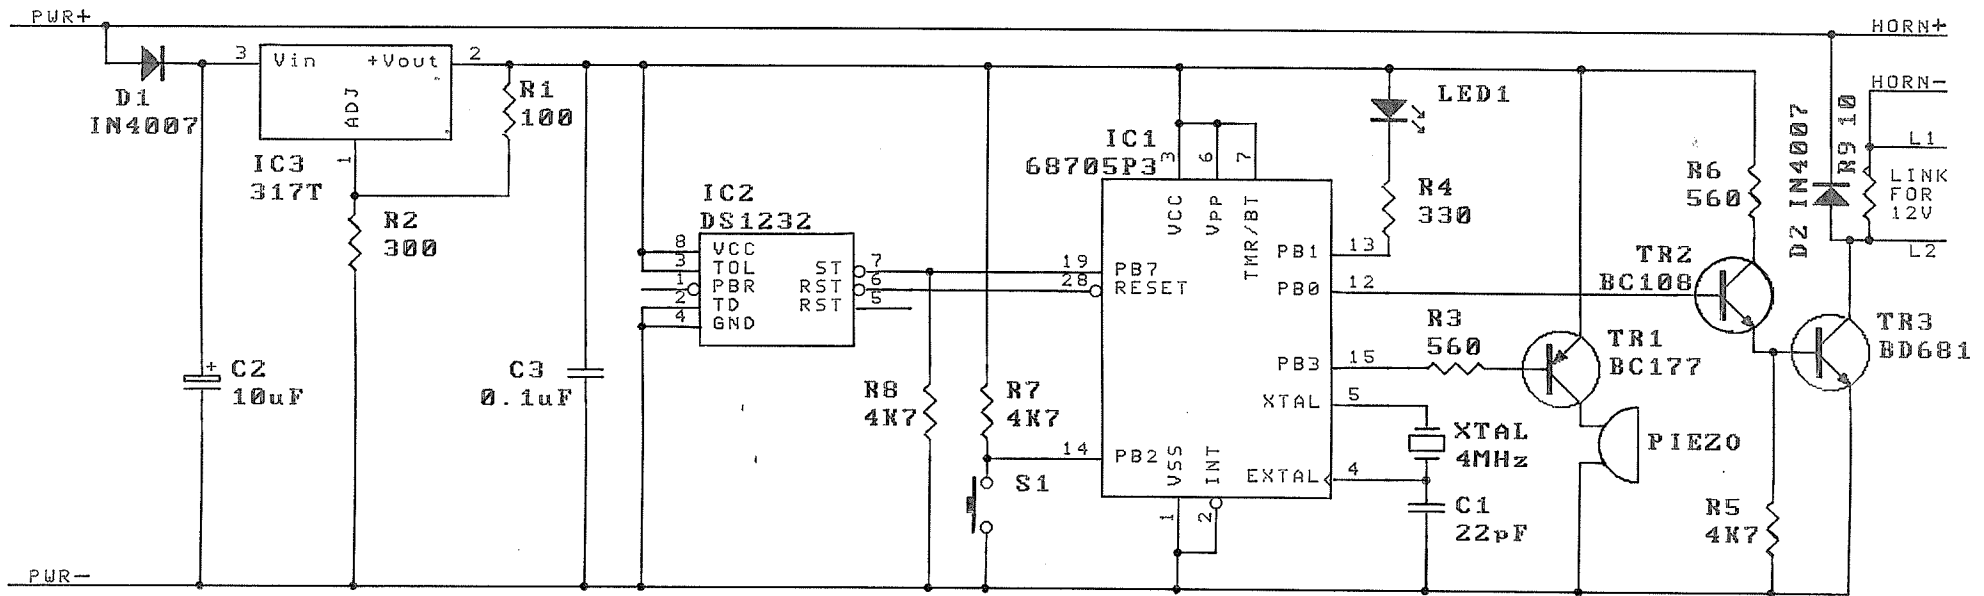 PWR+
HORN+
HORN-
L1
LINK
FOR
12V
L2
D1
IN4007
3
Vin
+Vout
2
ADJ
1
IC3
317T
R1
100
R2
300
C2
10uF
+
C3
0.1uF
IC2
DS1232
8
VCC
3
TOL
1
PBR
2
TD
4
GND
ST
7
RST
6
RST
5
R8
4K7
R7
4K7
S1
IC1
68705P3
3
6
7
VCC
VPP
TMR/BT
19
PB7
28
RESET
14
PB2
VSS
INT
1
2
PB1
13
PB0
12
PB3
15
XTAL
5
EXTAL
4
LED1
R4
330
R3
560
XTAL
4MHz
C1
22pF
TR1
BC177
PIEZO
R6
560
TR2
BC108
R5
4K7
D2 IN4007
R9 10
TR3
BD681
PWR-